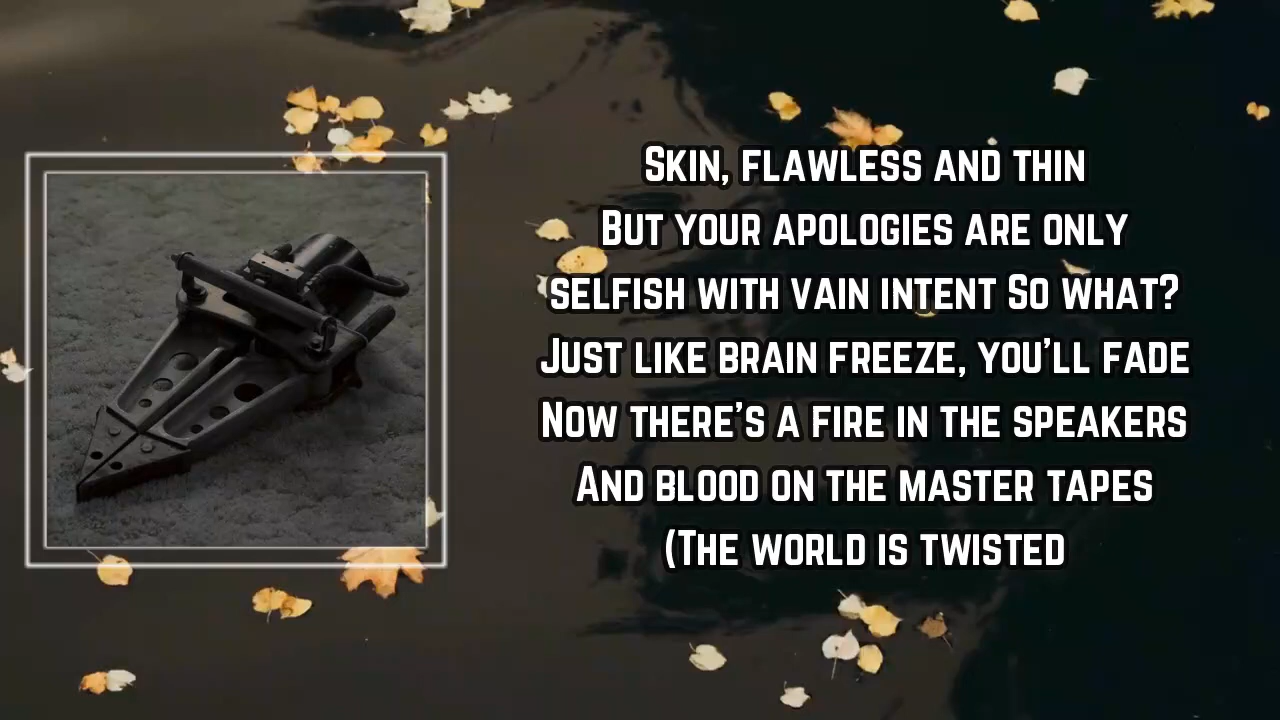 Skin, flawless and thin
But your apologies are only
selfish with vain intent So what?
Just like brain freeze, you'll fade
Now there's a fire in the speakers
And blood on the master tapes
(The world is twisted